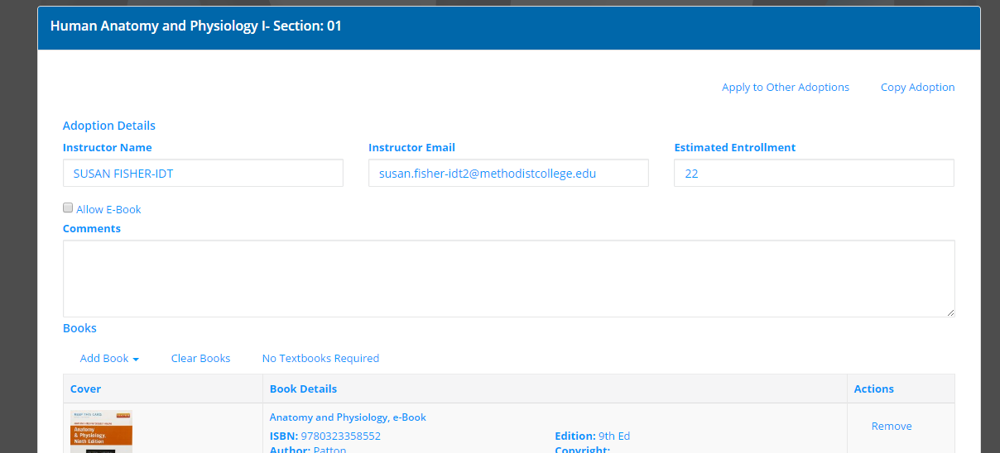 Human Anatomy and Physiology I- Section: 01
Apply to Other Adoptions Copy Adoption
Adoption Details
Instructor Name Instructor Email Estimated Enrollment
SUSAN FISHER-IDT susan.fisher-idt2@methodistcollege.edu 22
Allow E-Book
Comments
Books
Add Book Clear Books No Textbooks Required
Cover Book Details Actions
Anatomy and Physiology, e-Book
ISBN: 9780323358552 Edition: 9th Ed
Remove
Author: Patton Copyright:
Anatomy
& Physiology,
Ninth Edition